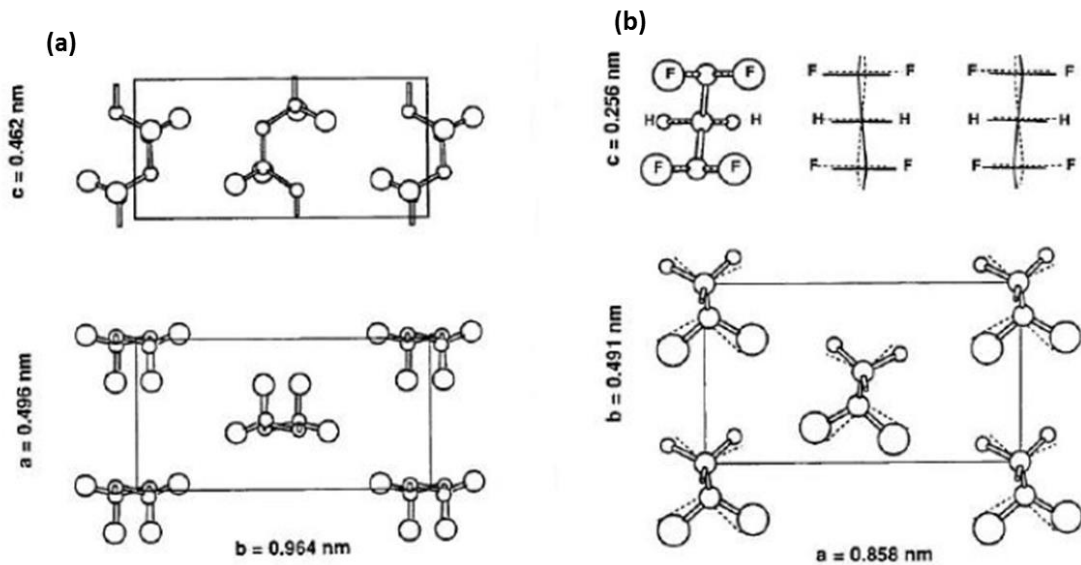 (a)
c = 0.462 nm
a = 0.496 nm
b = 0.964 nm
(b)
c = 0.256 nm
F F F F F F
H H H H H H
F F F F F F
b = 0.491 nm
a = 0.858 nm